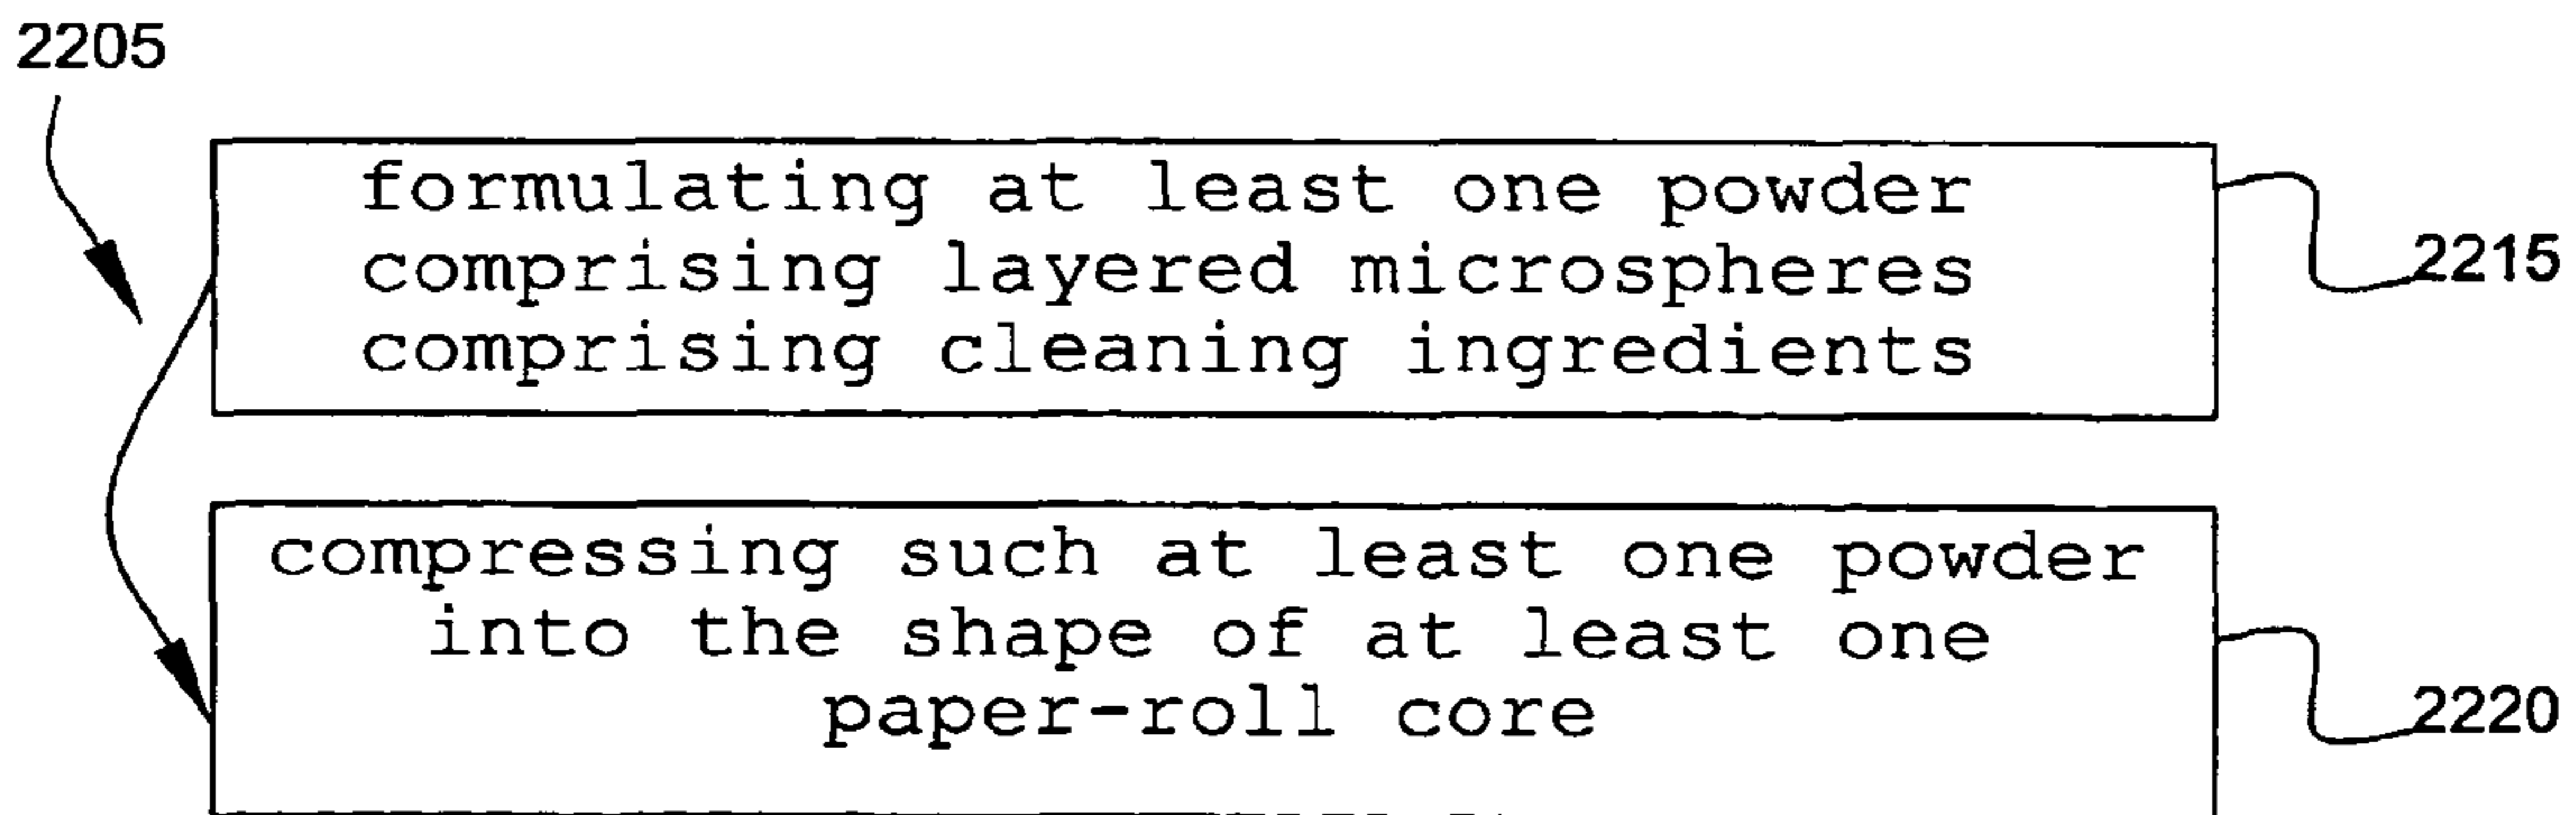 2205
formulating at least one powder
comprising layered microspheres
comprising cleaning ingredients
2215
compressing such at least one powder
into the shape of at least one
paper-roll core
2220